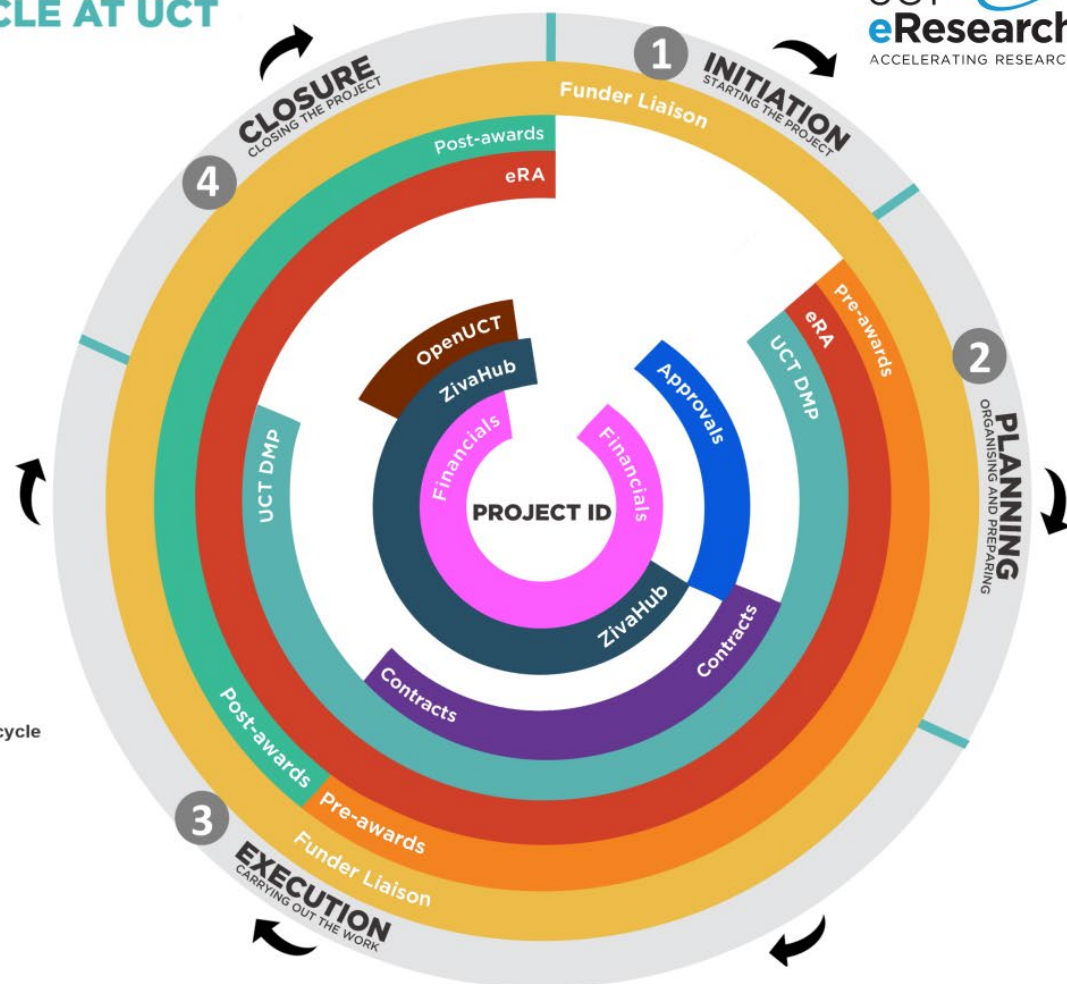 CLE AT UCT
eResearch
ACCELERATING RESEARC
1
INITIATION
STARTING THE PROJECT
Funder Liaison
CLOSURE
CLOSING THE PROJECT
4
Post-awards
eRA
Pre-awards
eRA
UCT DMP
2
PLANNING
ORGANISING AND PREPARING
OpenUCT
ZivaHub
Financials
Approvals
Financials
PROJECT ID
UCT DMP
ZivaHub
Contracts
Contracts
cycle
Post-awards
Pre-awards
Funder Liaison
3
EXECUTION
CARRYING OUT THE WORK